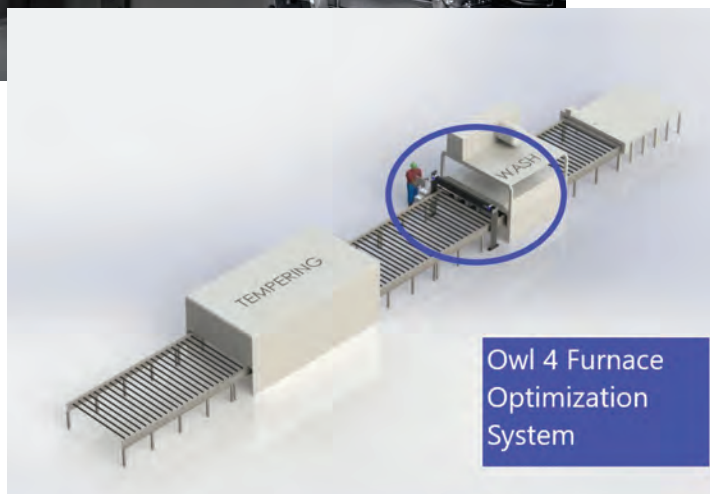 WASH
TEMPERING
Owl 4 Furnace
Optimization
System